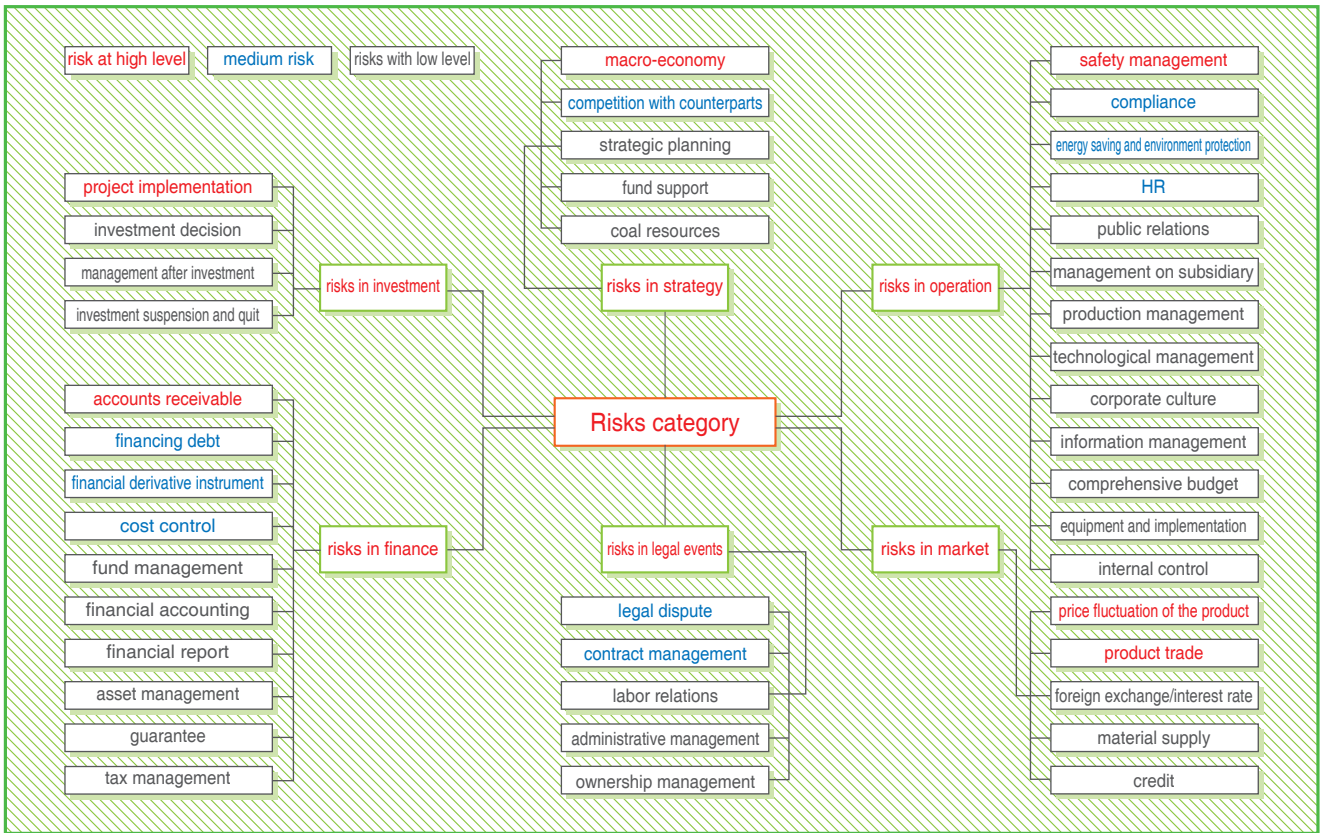 risk at high level
medium risk
risks with low level
macro-economy
competition with counterparts
strategic planning
fund support
coal resources
risks in strategy
safety management
compliance
energy saving and environment protection
HR
public relations
management on subsidiary
production management
technological management
corporate culture
information management
comprehensive budget
equipment and implementation
internal control
risks in operation
project implementation
investment decision
management after investment
investment suspension and quit
risks in investment
Risks category
accounts receivable
financing debt
financial derivative instrument
cost control
fund management
financial accounting
financial report
asset management
guarantee
tax management
risks in finance
risks in legal events
legal dispute
contract management
labor relations
administrative management
ownership management
risks in market
price fluctuation of the product
product trade
foreign exchange/interest rate
material supply
credit